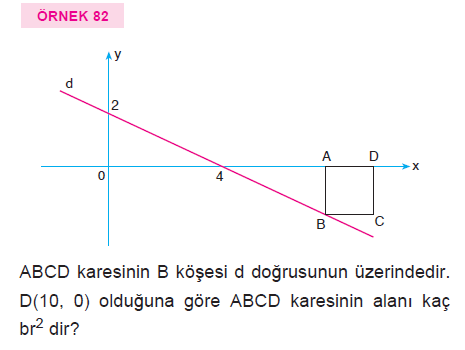 ÖRNEK 82
y
d
2
A D
0 4 x
B C
ABCD karesinin B köşesi d doğrusunun üzerindedir.
D(10, 0) olduğuna göre ABCD karesinin alanı kaç
br² dir?